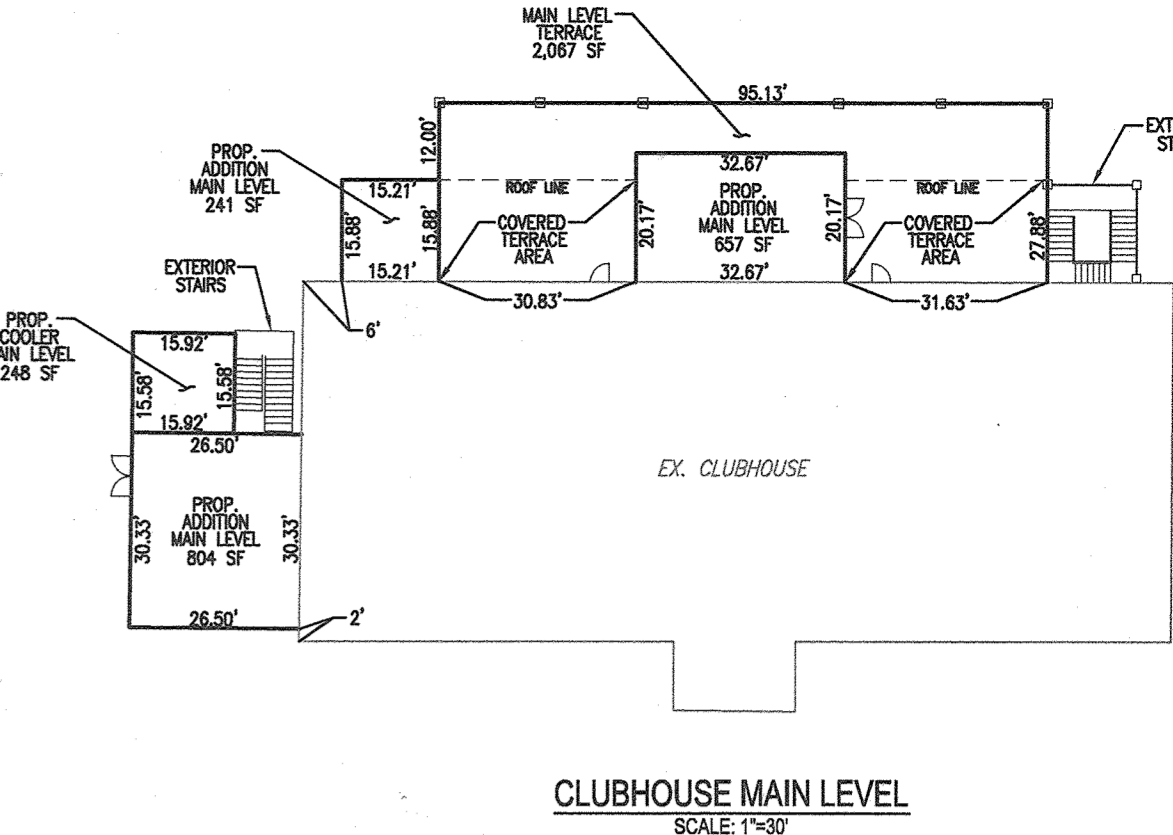 MAIN LEVEL
TERRACE
2,067 SF
95.13'
EXT
ST
12.00'
PROP.
ADDITION
MAIN LEVEL
241 SF
15.21'
ROOF LINE
32.67'
PROP.
ADDITION
MAIN LEVEL
657 SF
ROOF LINE
15.88'
15.88'
COVERED
TERRACE
AREA
20.17'
20.17'
COVERED
TERRACE
AREA
27.88'
15.21'
32.67'
30.83'
31.63'
EXTERIOR
STAIRS
6'
PROP.
COOLER
AIN LEVEL
248 SF
15.92'
15.58'
15.58'
15.92'
26.50'
EX. CLUBHOUSE
PROP.
ADDITION
MAIN LEVEL
804 SF
30.33'
30.33'
26.50'
2'
CLUBHOUSE MAIN LEVEL
SCALE: 1"=30'